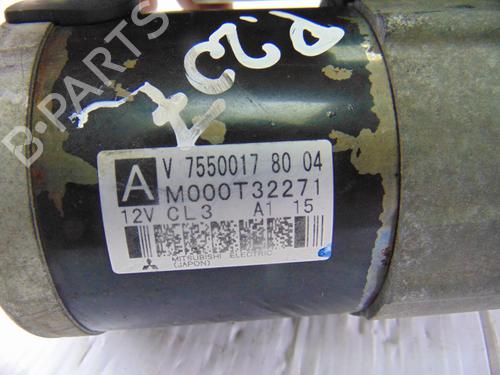 A V 7550017 80 04
M000T32271
12V CL3 A1 15
MITSUBISHI ELECTRIC
(JAPON)
B-PARTS